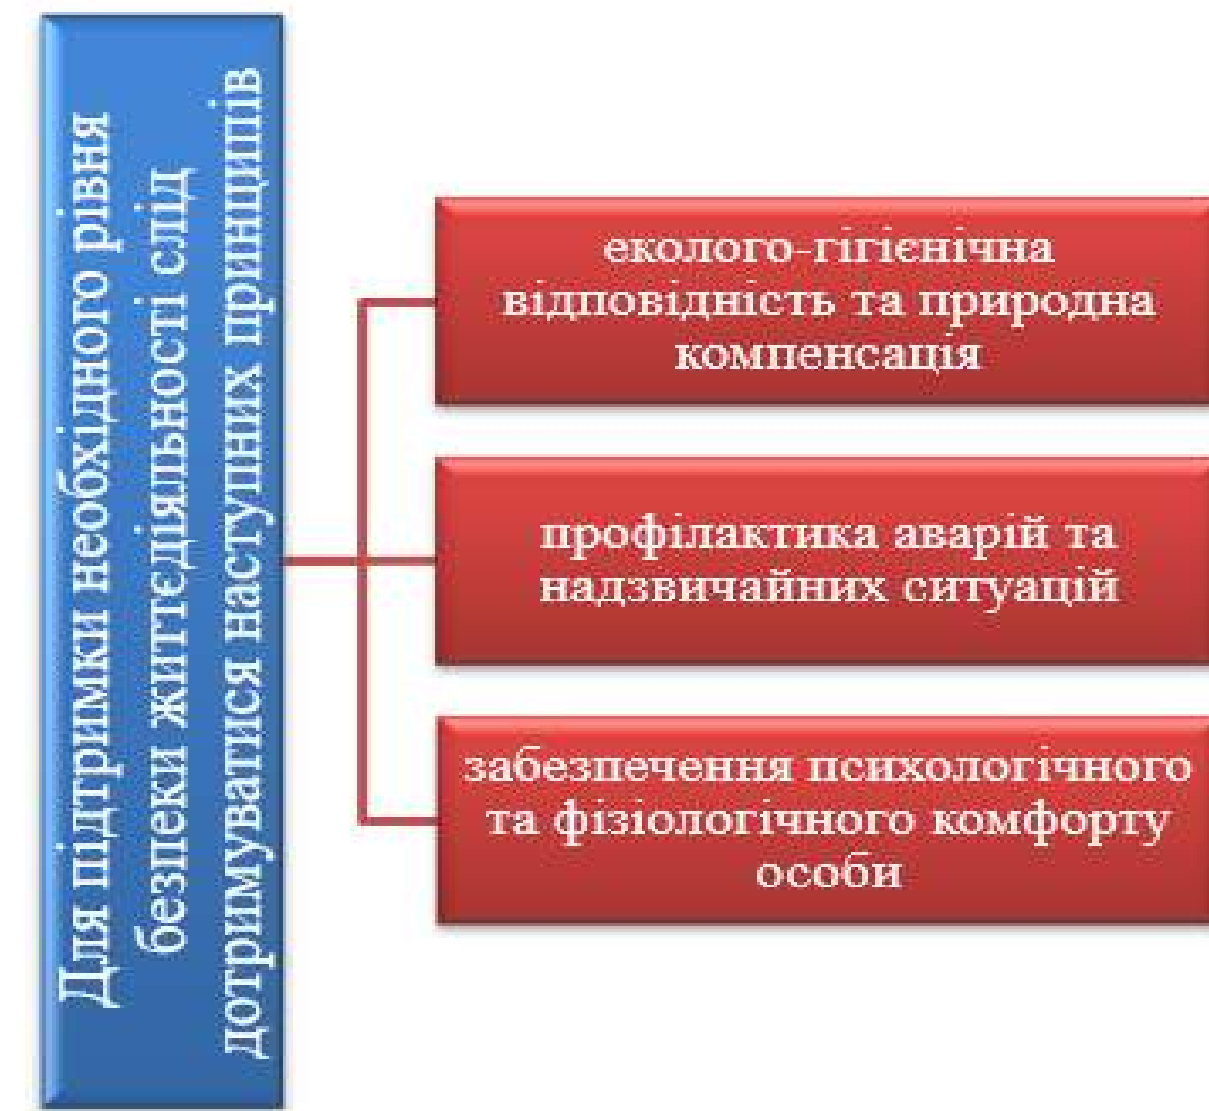 Для підтримки необхідного рівня
безпеки життєдіяльності слід
дотримуватися наступних принципів
еколого-гігієнічна
відповідність та природна
компенсація
профілактика аварій та
надзвичайних ситуацій
забезпечення психологічного
та фізіологічного комфорту
особи